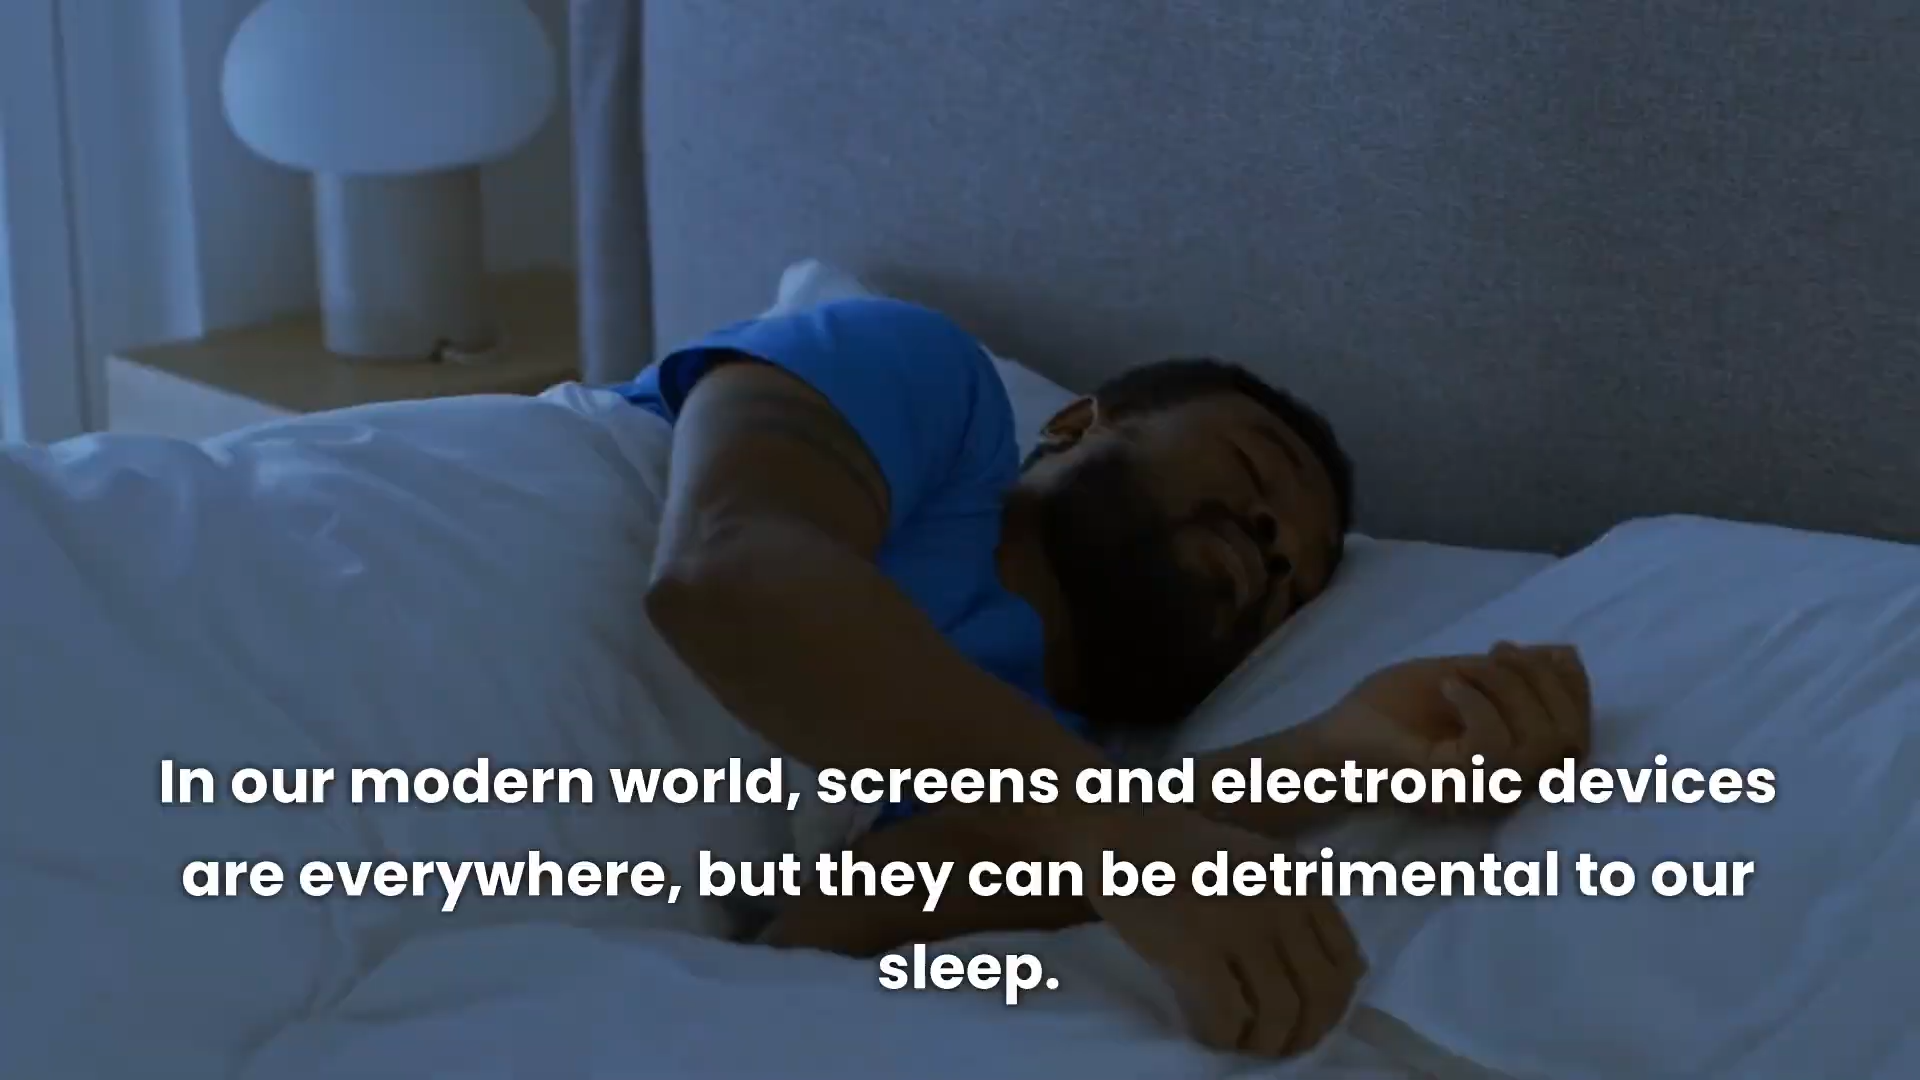 In our modern world, screens and electronic devices
are everywhere, but they can be detrimental to our
sleep.